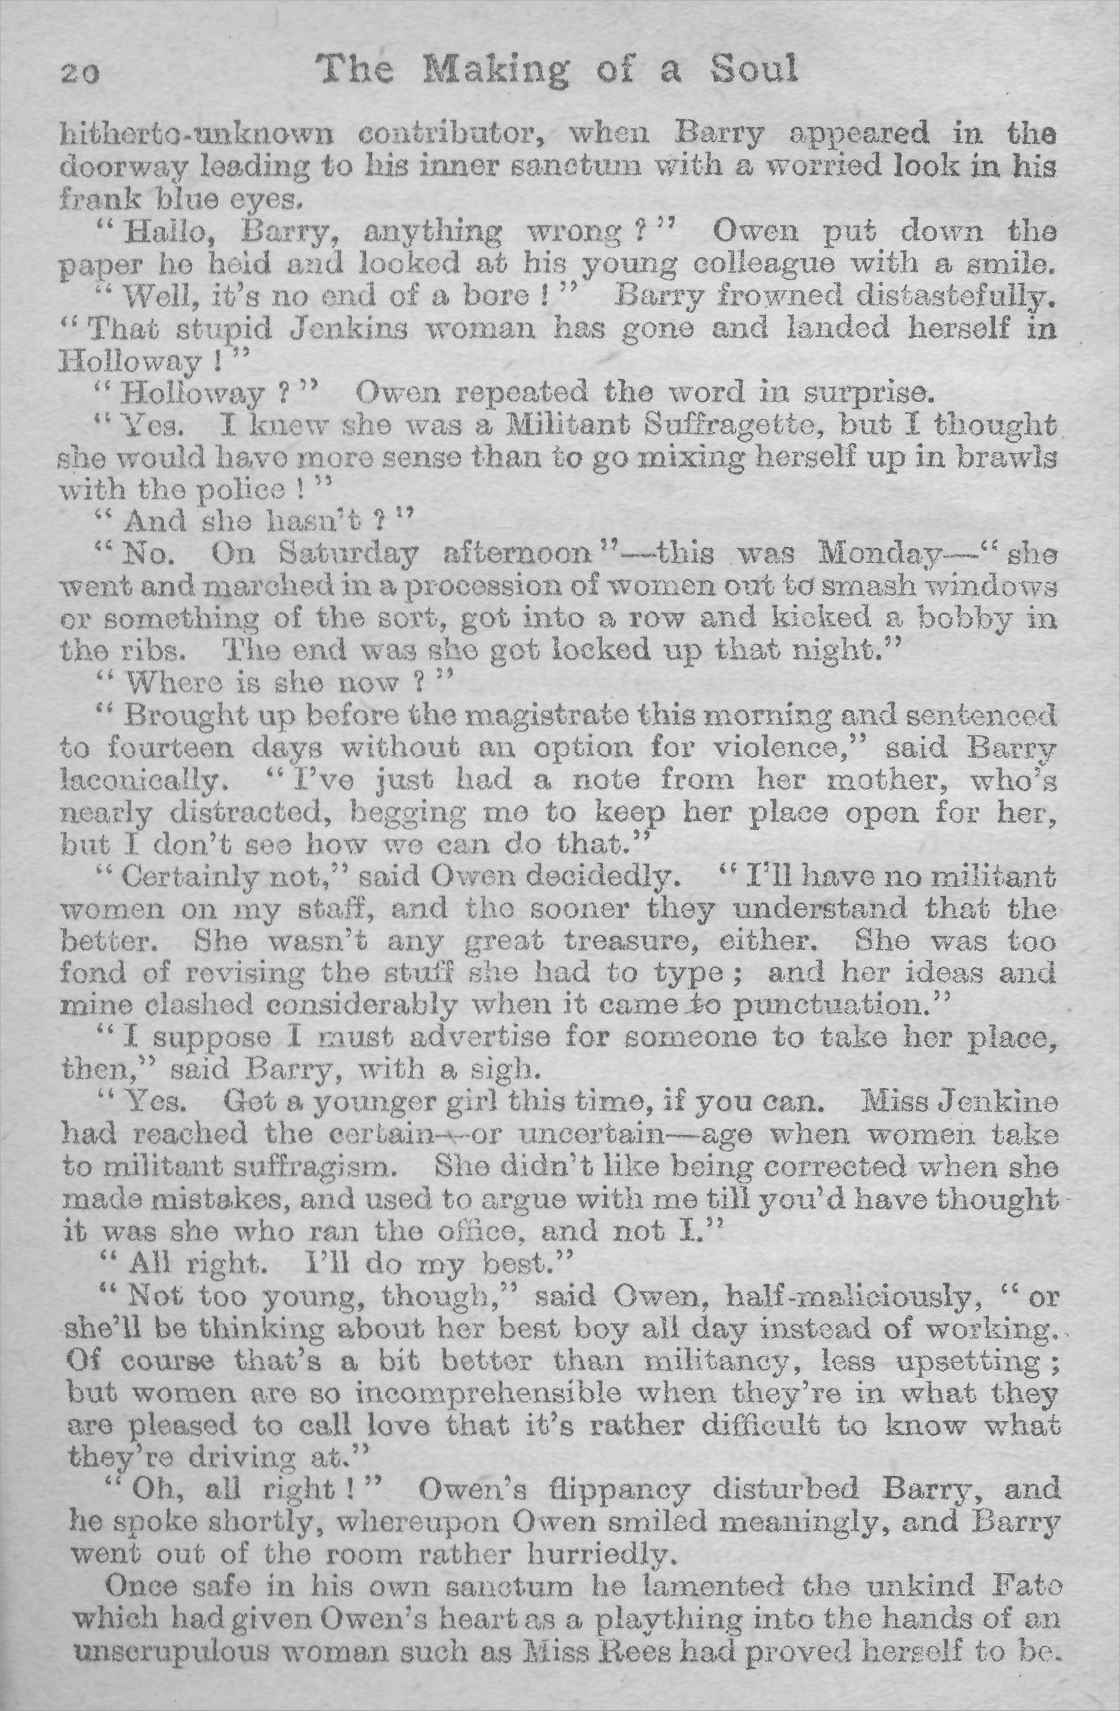 20 The Making of a Soul
hitherto-unknown contributor, when Barry appeared in the
doorway leading to his inner sanctum with a worried look in his
frank blue eyes.
“ Hallo, Barry, anything wrong ? ” Owen put down the
paper he held and looked at his young colleague with a smile.
“ Well, it’s no end of a bore ! ” Barry frowned distastefully.
“ That stupid Jenkins woman has gone and landed herself in
Holloway ! ”
“ Holloway ? ” Owen repeated the word in surprise.
“ Yes. I knew she was a Militant Suffragette, but I thought
she would have more sense than to go mixing herself up in brawls
with the police ! ”
“ And she hasn’t ? ”
“ No. On Saturday afternoon ”—this was Monday—“ she
went and marched in a procession of women out to smash windows
or something of the sort, got into a row and kicked a bobby in
the ribs. The end was she got locked up that night.”
“ Where is she now ? ”
“ Brought up before the magistrate this morning and sentenced
to fourteen days without an option for violence,” said Barry
laconically. “ I’ve just had a note from her mother, who’s
nearly distracted, begging me to keep her place open for her,
but I don’t see how we can do that.”
“ Certainly not,” said Owen decidedly. “ I’ll have no militant
women on my staff, and the sooner they understand that the
better. She wasn’t any great treasure, either. She was too
fond of revising the stuff she had to type ; and her ideas and
mine clashed considerably when it came to punctuation.”
“ I suppose I must advertise for someone to take her place,
then,” said Barry, with a sigh.
“ Yes. Get a younger girl this time, if you can. Miss Jenkine
had reached the certain—or uncertain—age when women take
to militant suffragism. She didn’t like being corrected when she
made mistakes, and used to argue with me till you’d have thought
it was she who ran the office, and not I.”
“ All right. I’ll do my best.”
“ Not too young, though,” said Owen, half-maliciously, “ or
she’ll be thinking about her best boy all day instead of working.
Of course that’s a bit better than militancy, less upsetting ;
but women are so incomprehensible when they’re in what they
are pleased to call love that it’s rather difficult to know what
they’re driving at.”
“ Oh, all right ! ” Owen’s flippancy disturbed Barry, and
he spoke shortly, whereupon Owen smiled meaningly, and Barry
went out of the room rather hurriedly.
Once safe in his own sanctum he lamented the unkind Fate
which had given Owen’s heart as a plaything into the hands of an
unscrupulous woman such as Miss Rees had proved herself to be.